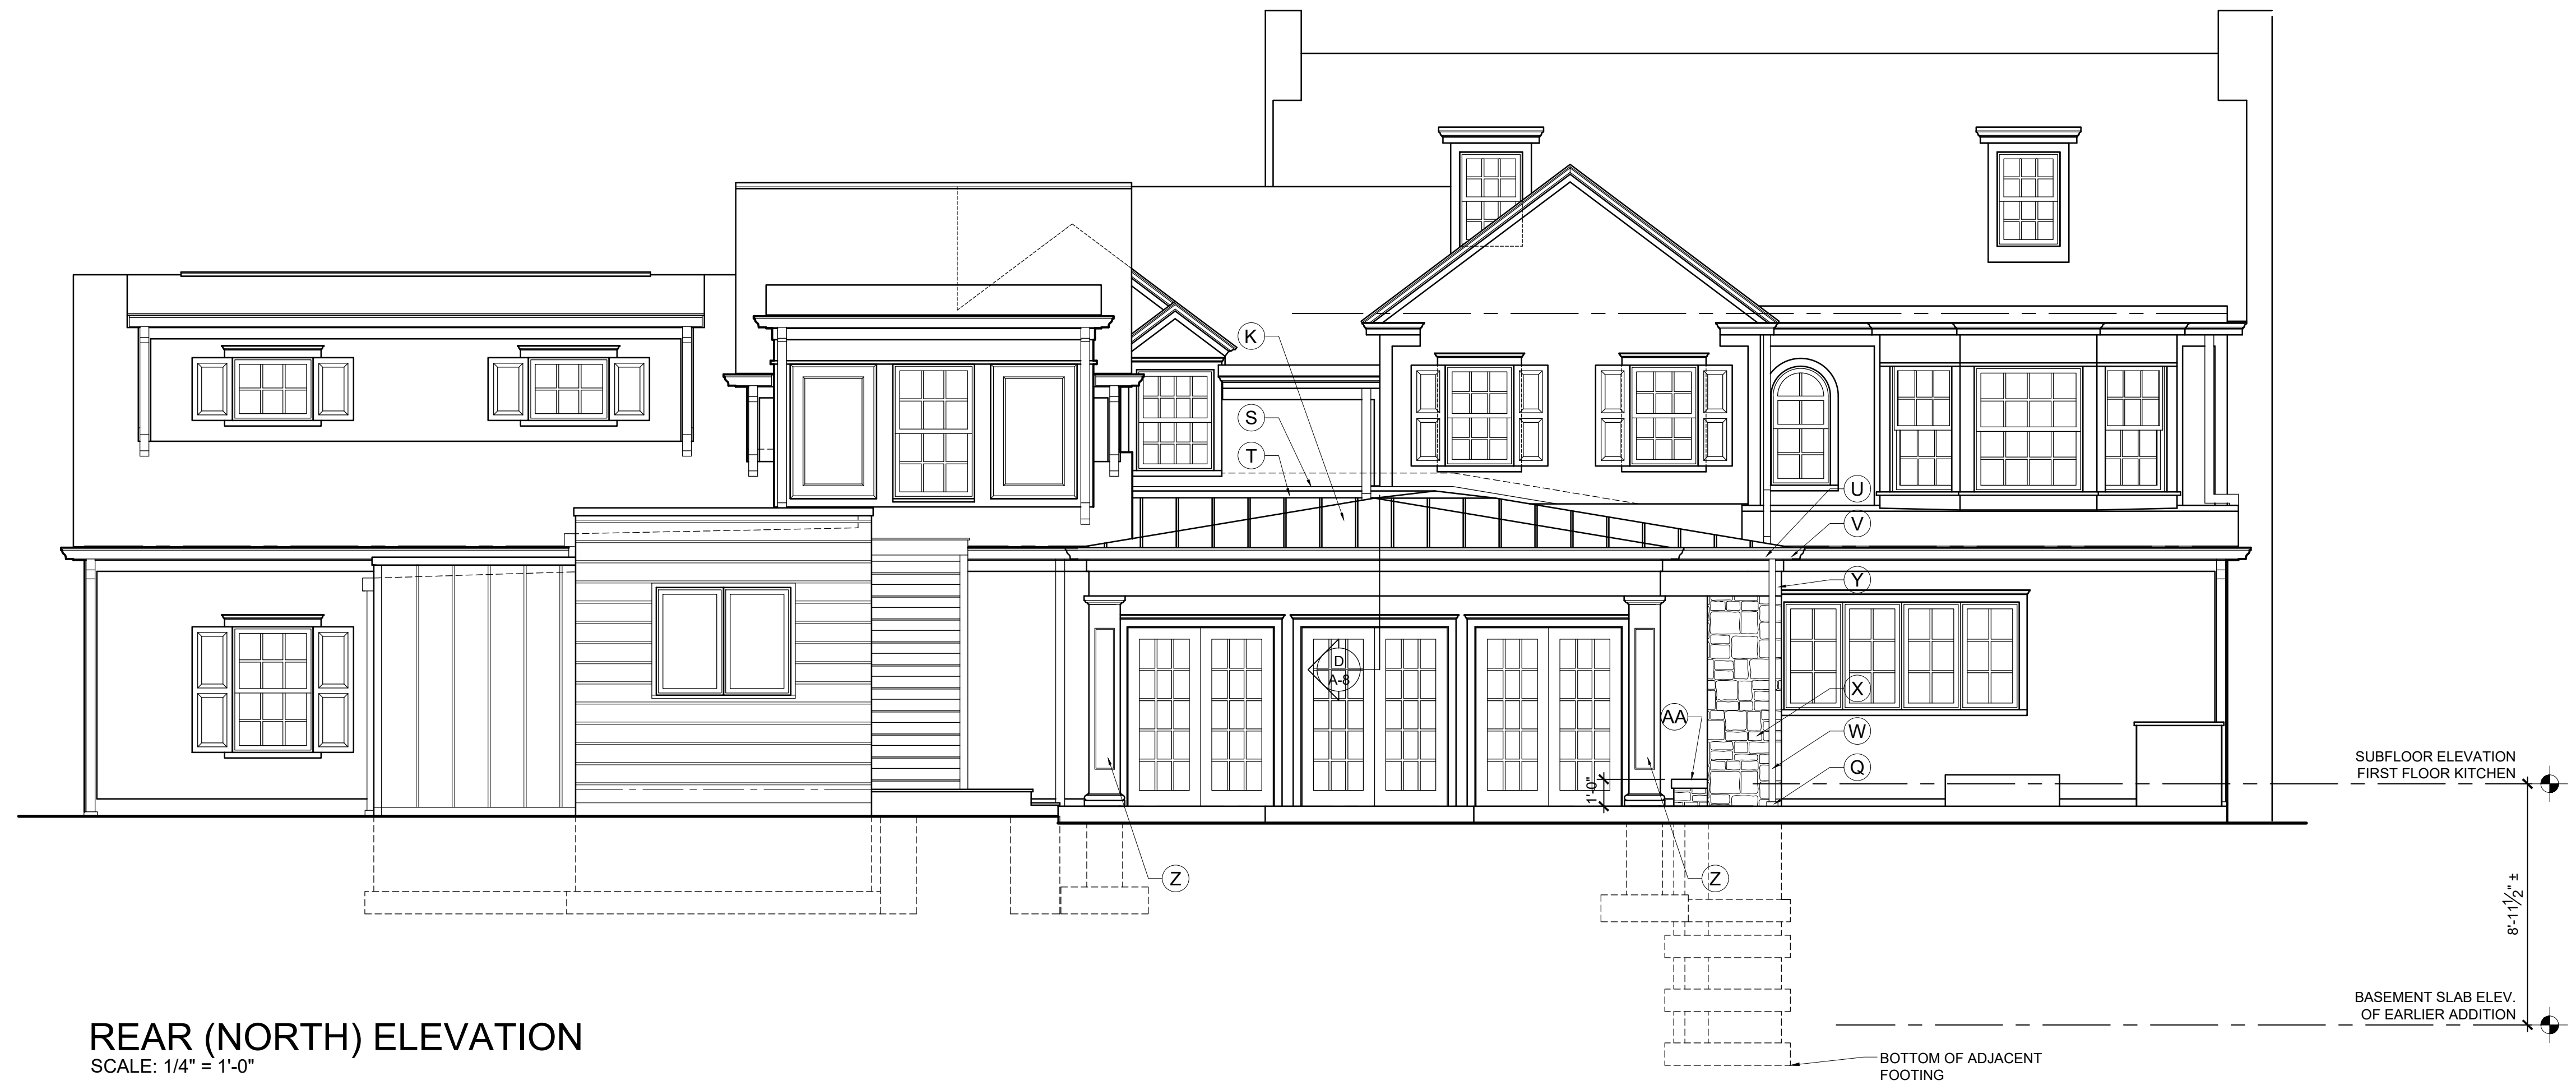 K
S
T
U
V
Y
D
A-8
X
AA
W
Q
1'-0"
SUBFLOOR ELEVATION
FIRST FLOOR KITCHEN
Z
Z
8'-11½" ±
BASEMENT SLAB ELEV.
OF EARLIER ADDITION
REAR (NORTH) ELEVATION
SCALE: 1/4" = 1'-0"
BOTTOM OF ADJACENT
FOOTING